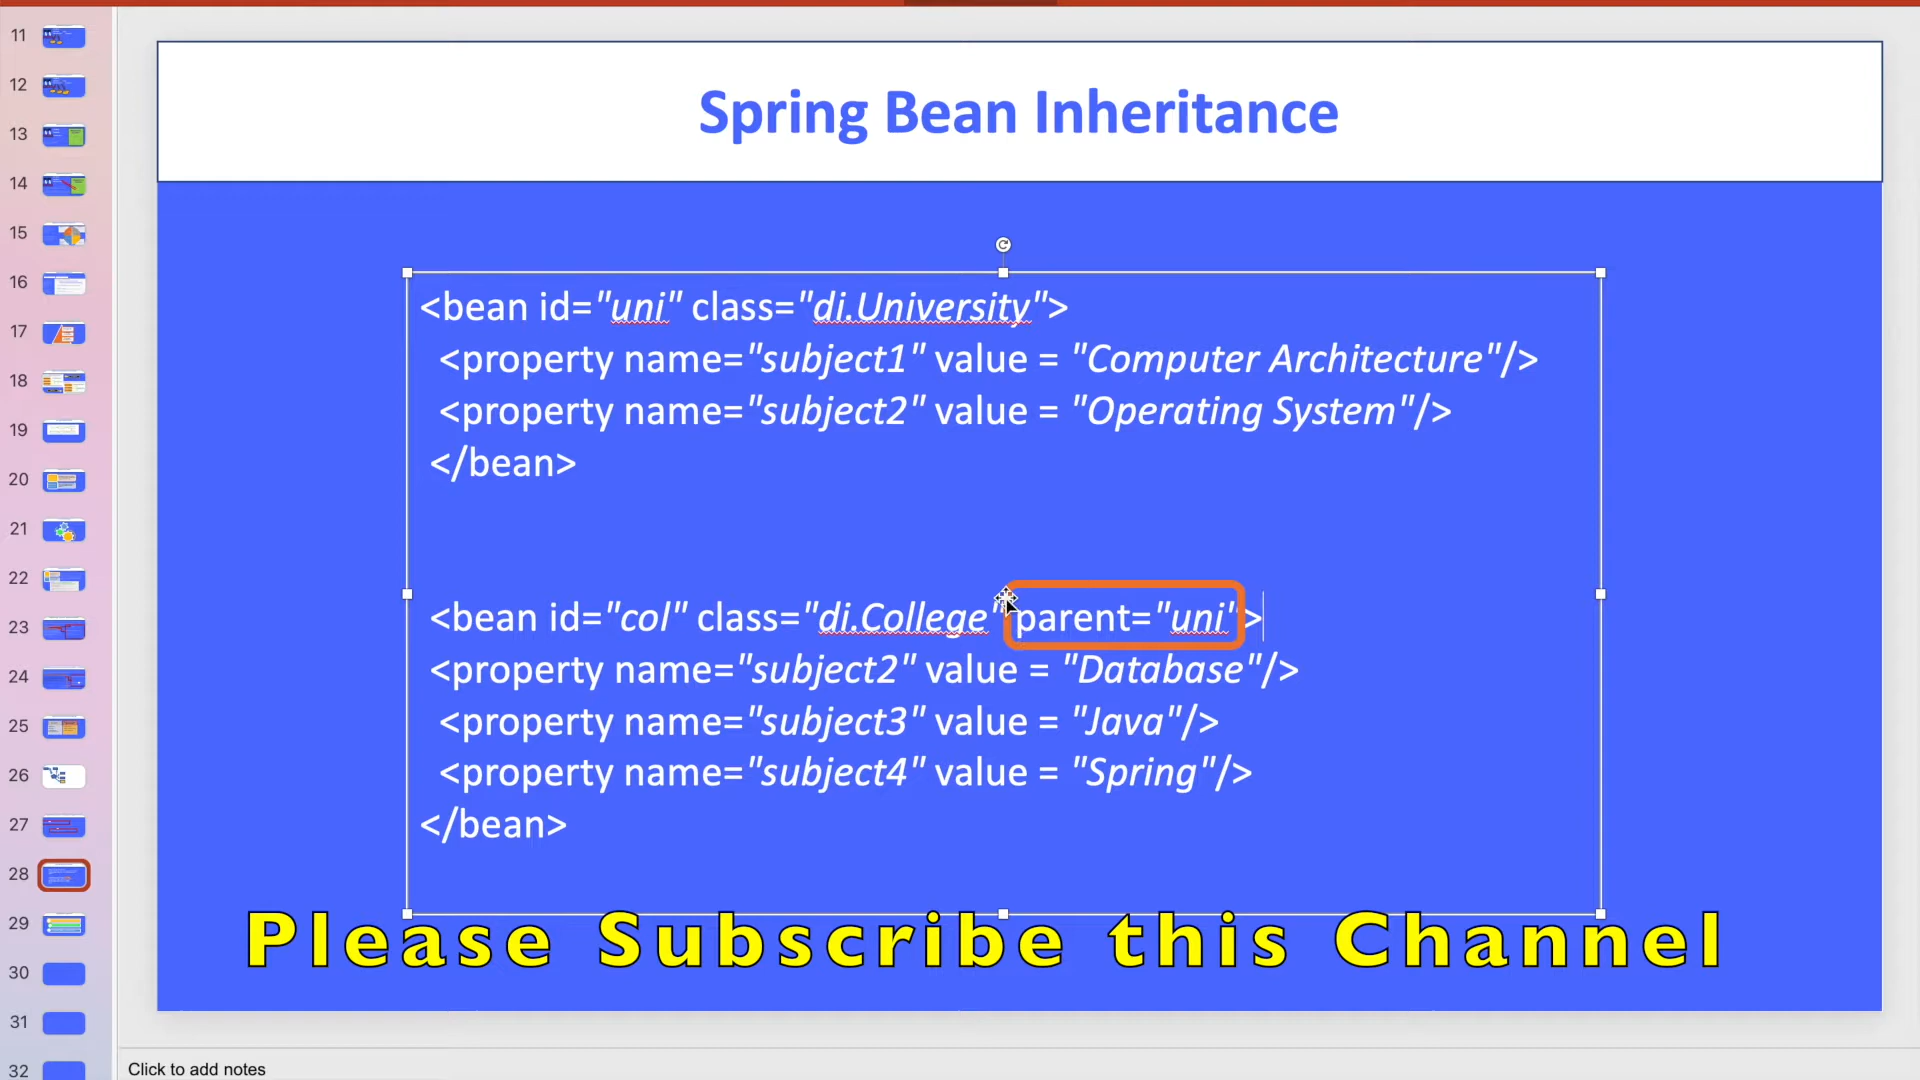 11
12
13
14
15
16
17
18
19
20
21
22
23
24
25
26
27
28
29
30
31
32
Spring Bean Inheritance
<bean id="uni" class="di.University">
<property name="subject1" value = "Computer Architecture"/>
<property name="subject2" value = "Operating System"/>
</bean>
<bean id="col" class="di.College" parent="uni">
<property name="subject2" value = "Database"/>
<property name="subject3" value = "Java"/>
<property name="subject4" value = "Spring"/>
</bean>
Please Subscribe this Channel
Click to add notes